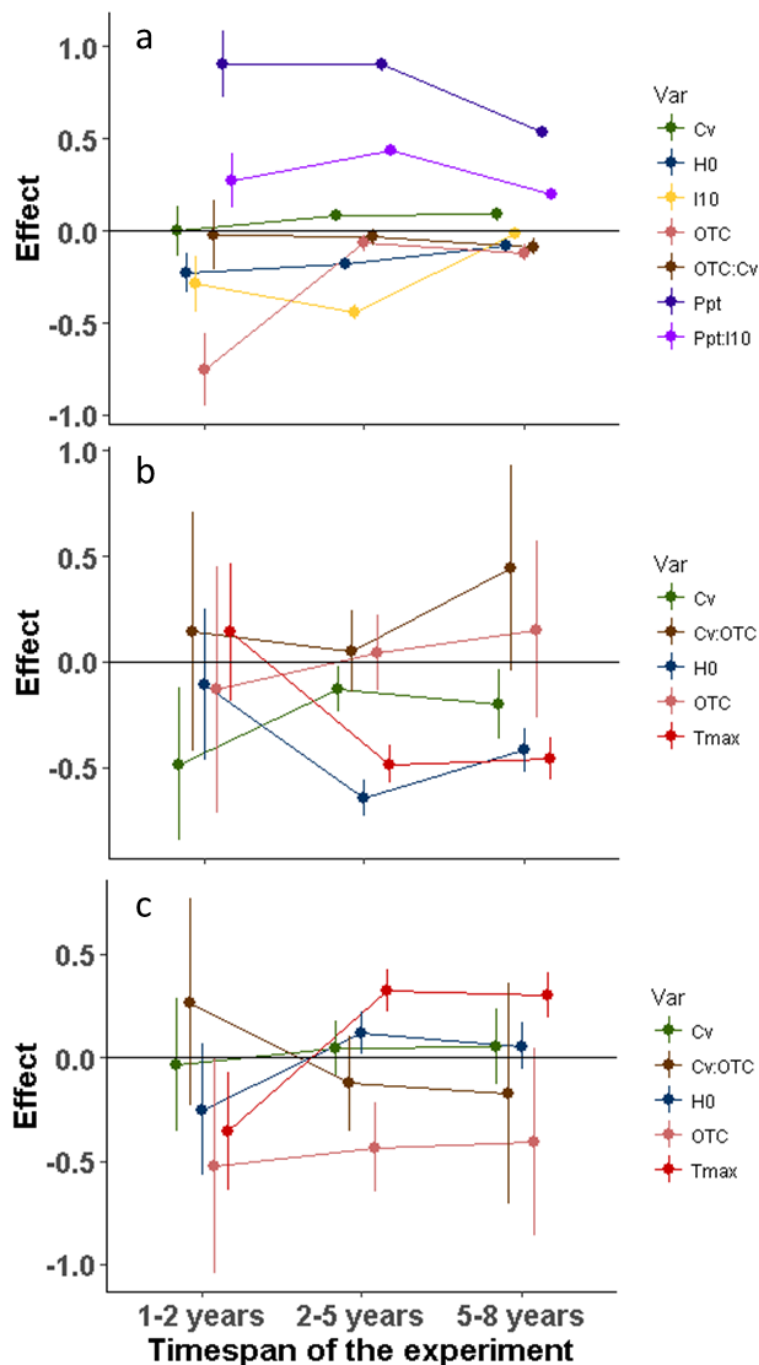 a
1.0
0.5
0.0
-0.5
-1.0
Effect
Var
Cv
H0
I10
OTC
OTC:Cv
Ppt
Ppt:I10
b
1.0
0.5
0.0
-0.5
Effect
Var
Cv
Cv:OTC
H0
OTC
Tmax
c
0.5
0.0
-0.5
-1.0
Effect
Var
Cv
Cv:OTC
H0
OTC
Tmax
1-2 years 2-5 years 5-8 years
Timespan of the experiment